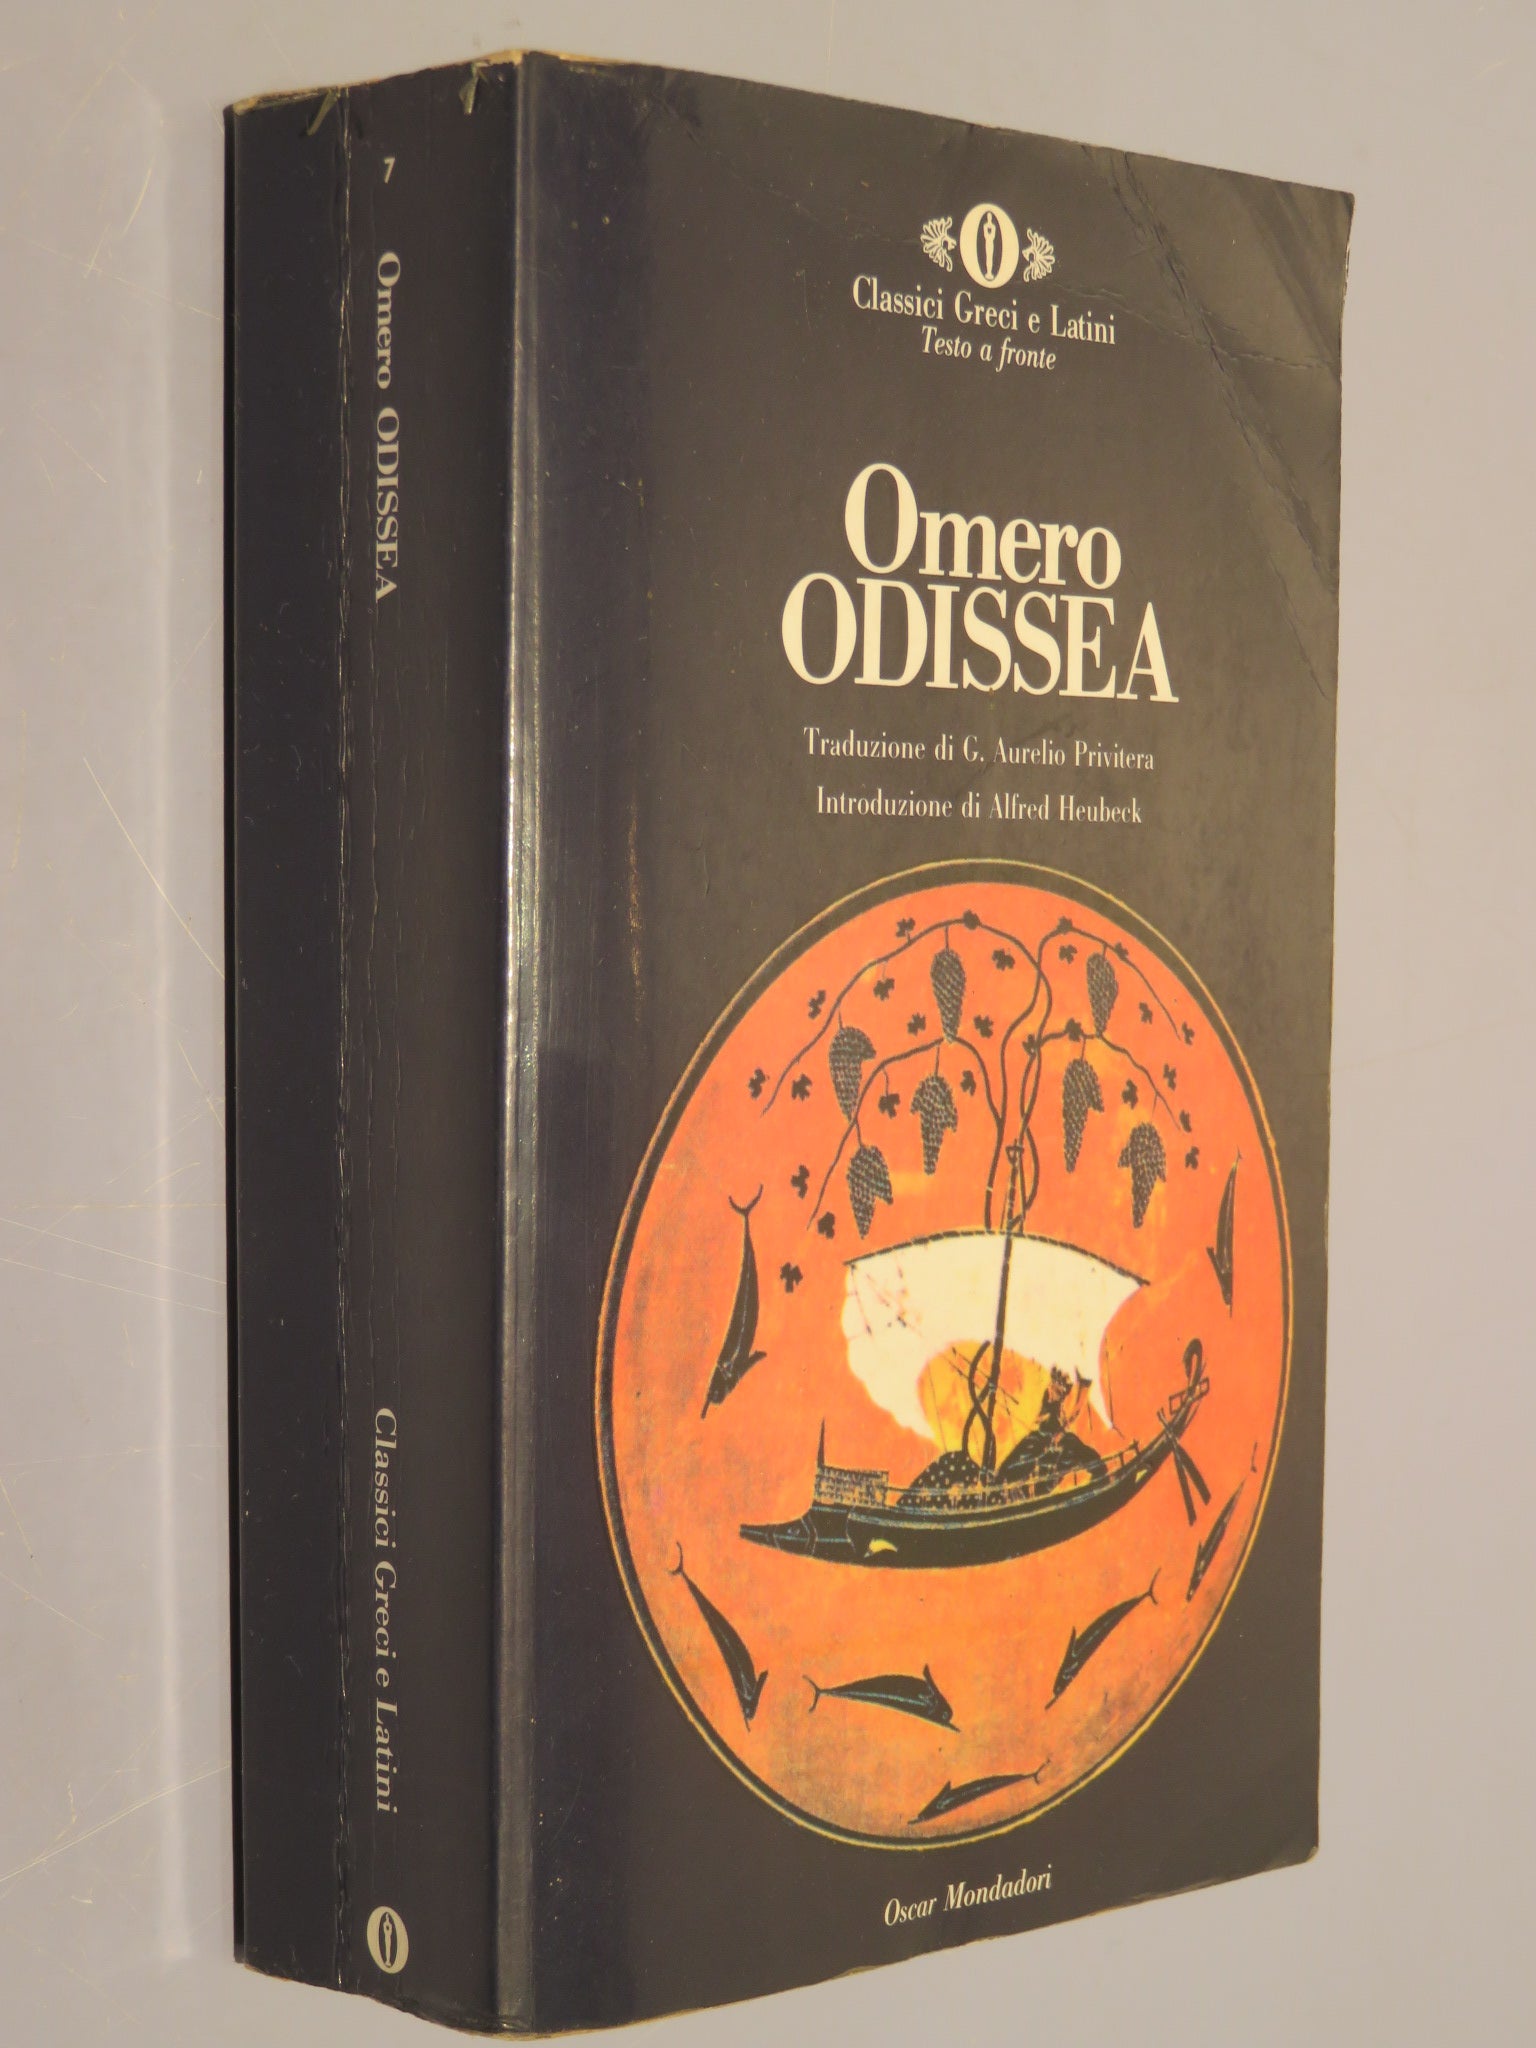 7
Omero ODISSEA
Classici Greci e Latini
O
O
Classici Greci e Latini
Testo a fronte
Omero
ODISSEA
Traduzione di G. Aurelio Privitera
Introduzione di Alfred Heubeck
Oscar Mondadori